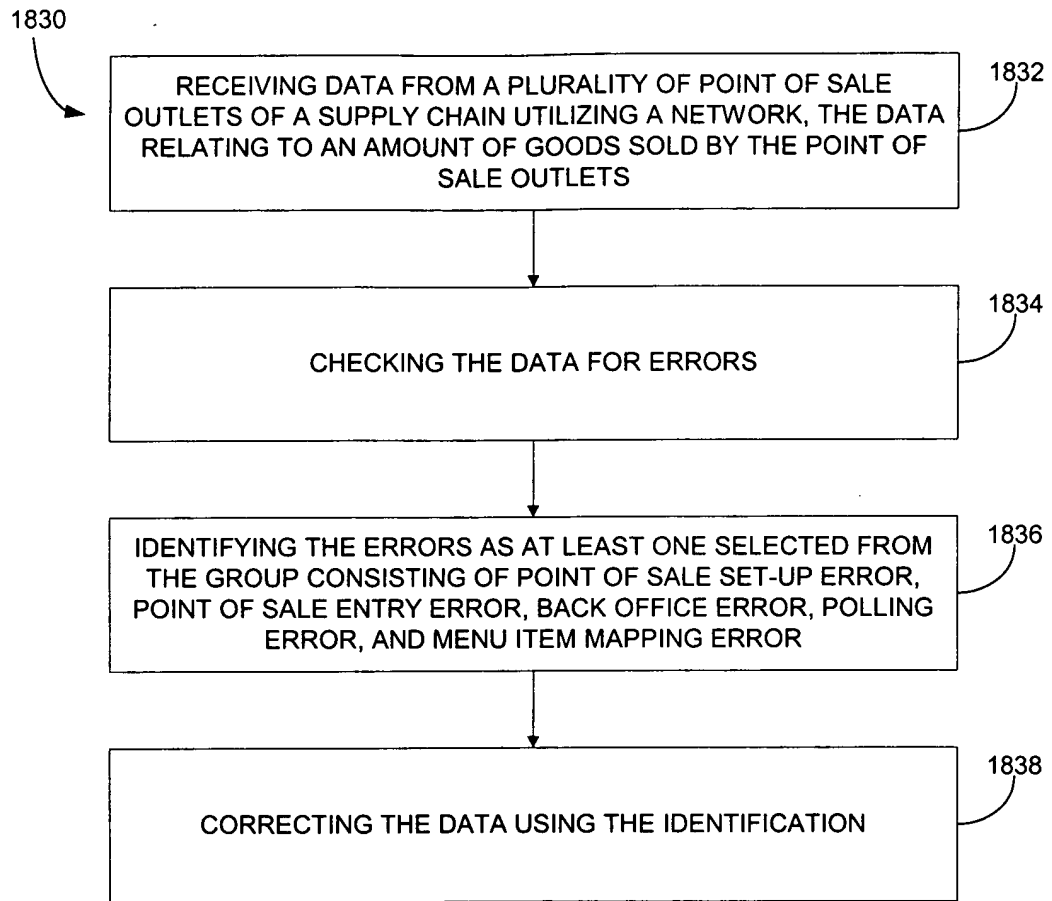 1830
RECEIVING DATA FROM A PLURALITY OF POINT OF SALE
OUTLETS OF A SUPPLY CHAIN UTILIZING A NETWORK, THE DATA
RELATING TO AN AMOUNT OF GOODS SOLD BY THE POINT OF
SALE OUTLETS
1832
CHECKING THE DATA FOR ERRORS
1834
IDENTIFYING THE ERRORS AS AT LEAST ONE SELECTED FROM
THE GROUP CONSISTING OF POINT OF SALE SET-UP ERROR,
POINT OF SALE ENTRY ERROR, BACK OFFICE ERROR, POLLING
ERROR, AND MENU ITEM MAPPING ERROR
1836
CORRECTING THE DATA USING THE IDENTIFICATION
1838